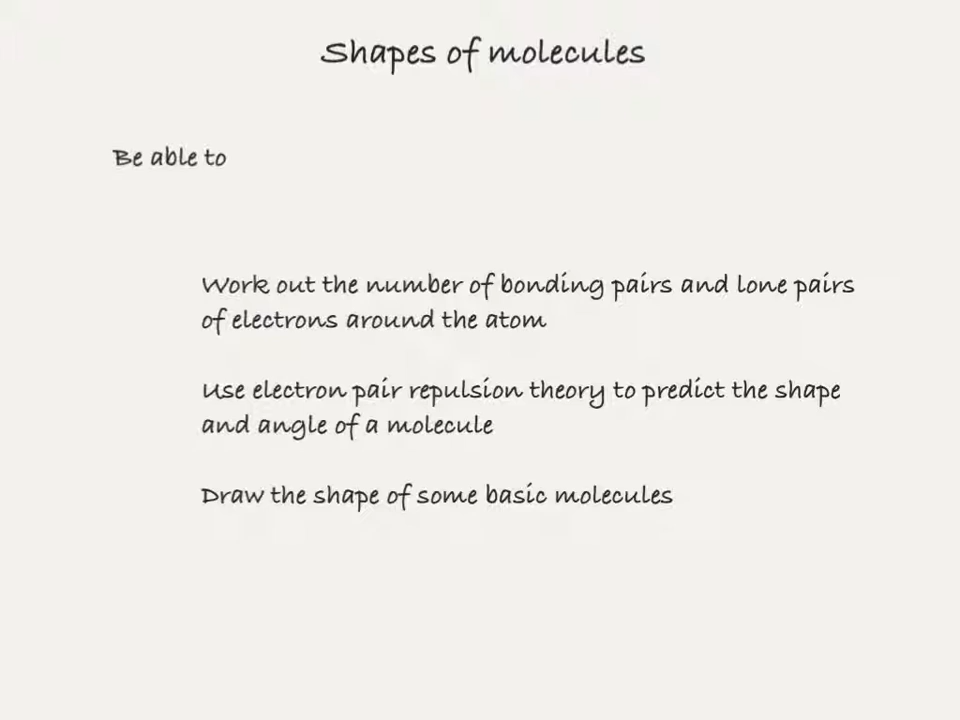 Shapes of molecules
Be able to
Work out the number of bonding pairs and lone pairs
of electrons around the atom
Use electron pair repulsion theory to predict the shape
and angle of a molecule
Draw the shape of some basic molecules